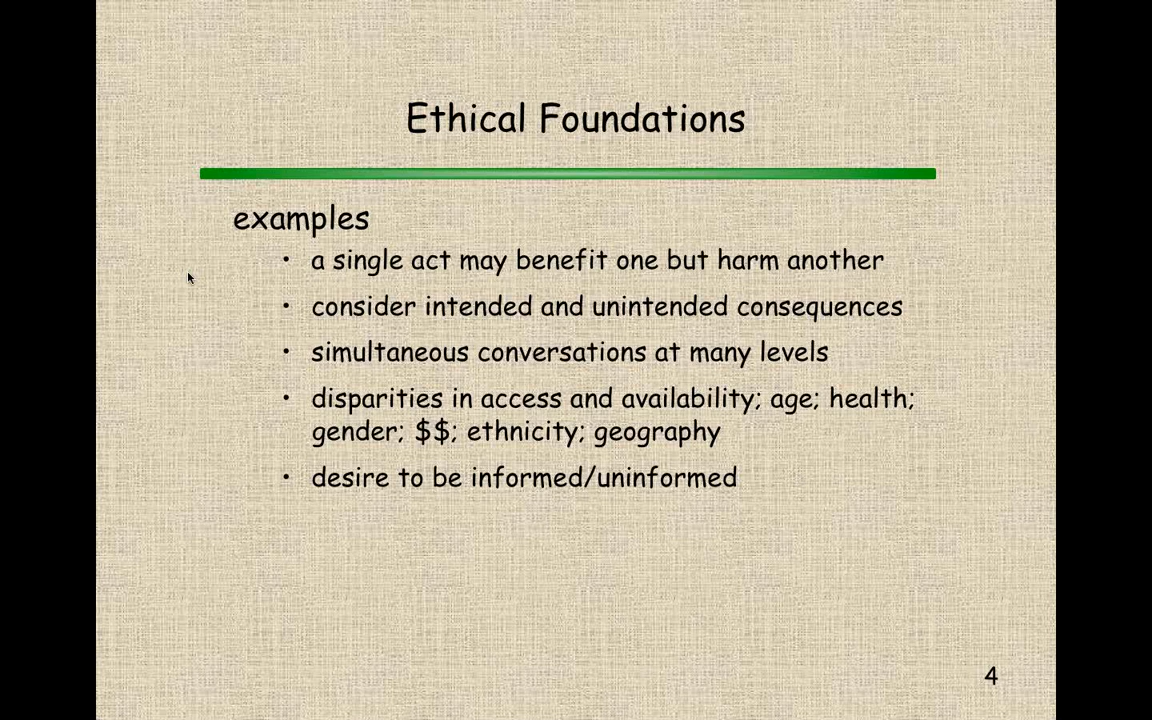 Ethical Foundations
examples
• a single act may benefit one but harm another
• consider intended and unintended consequences
• simultaneous conversations at many levels
• disparities in access and availability; age; health;
gender; $$; ethnicity; geography
• desire to be informed/uninformed
4